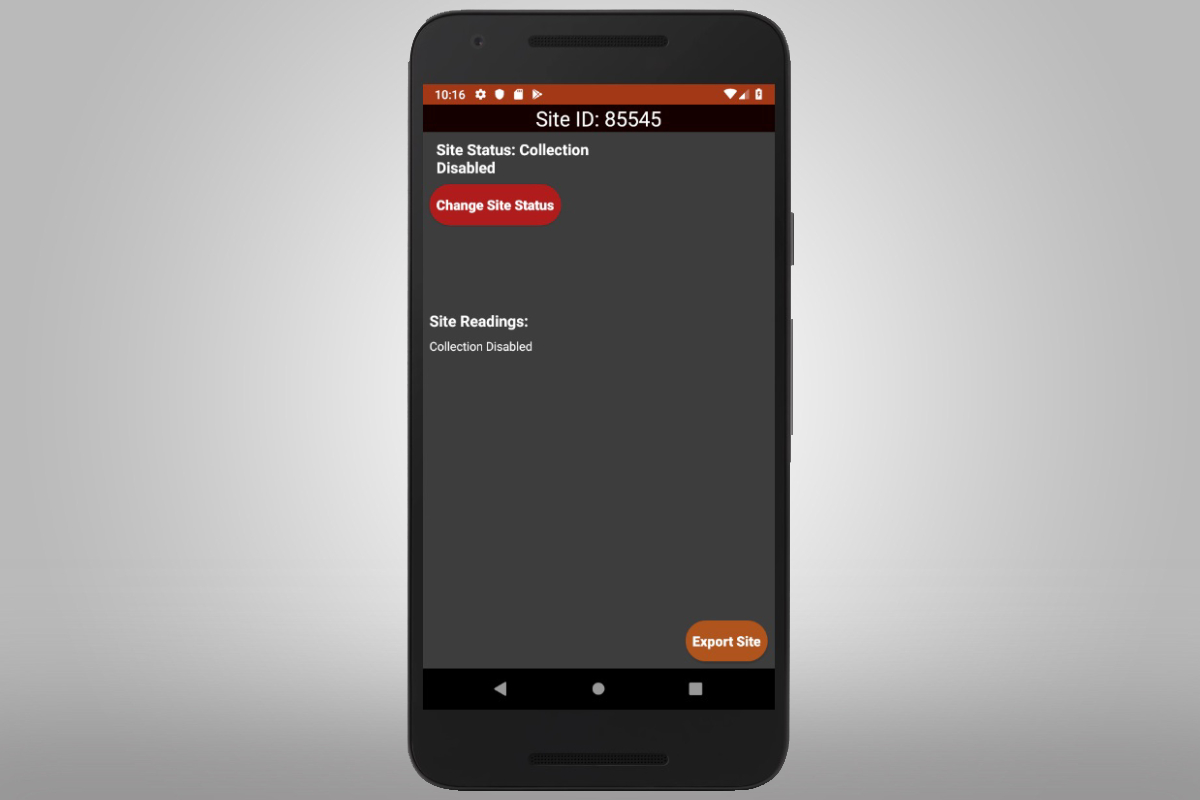 10:16
Site ID: 85545
Site Status: Collection
Disabled
Change Site Status
Site Readings:
Collection Disabled
Export Site